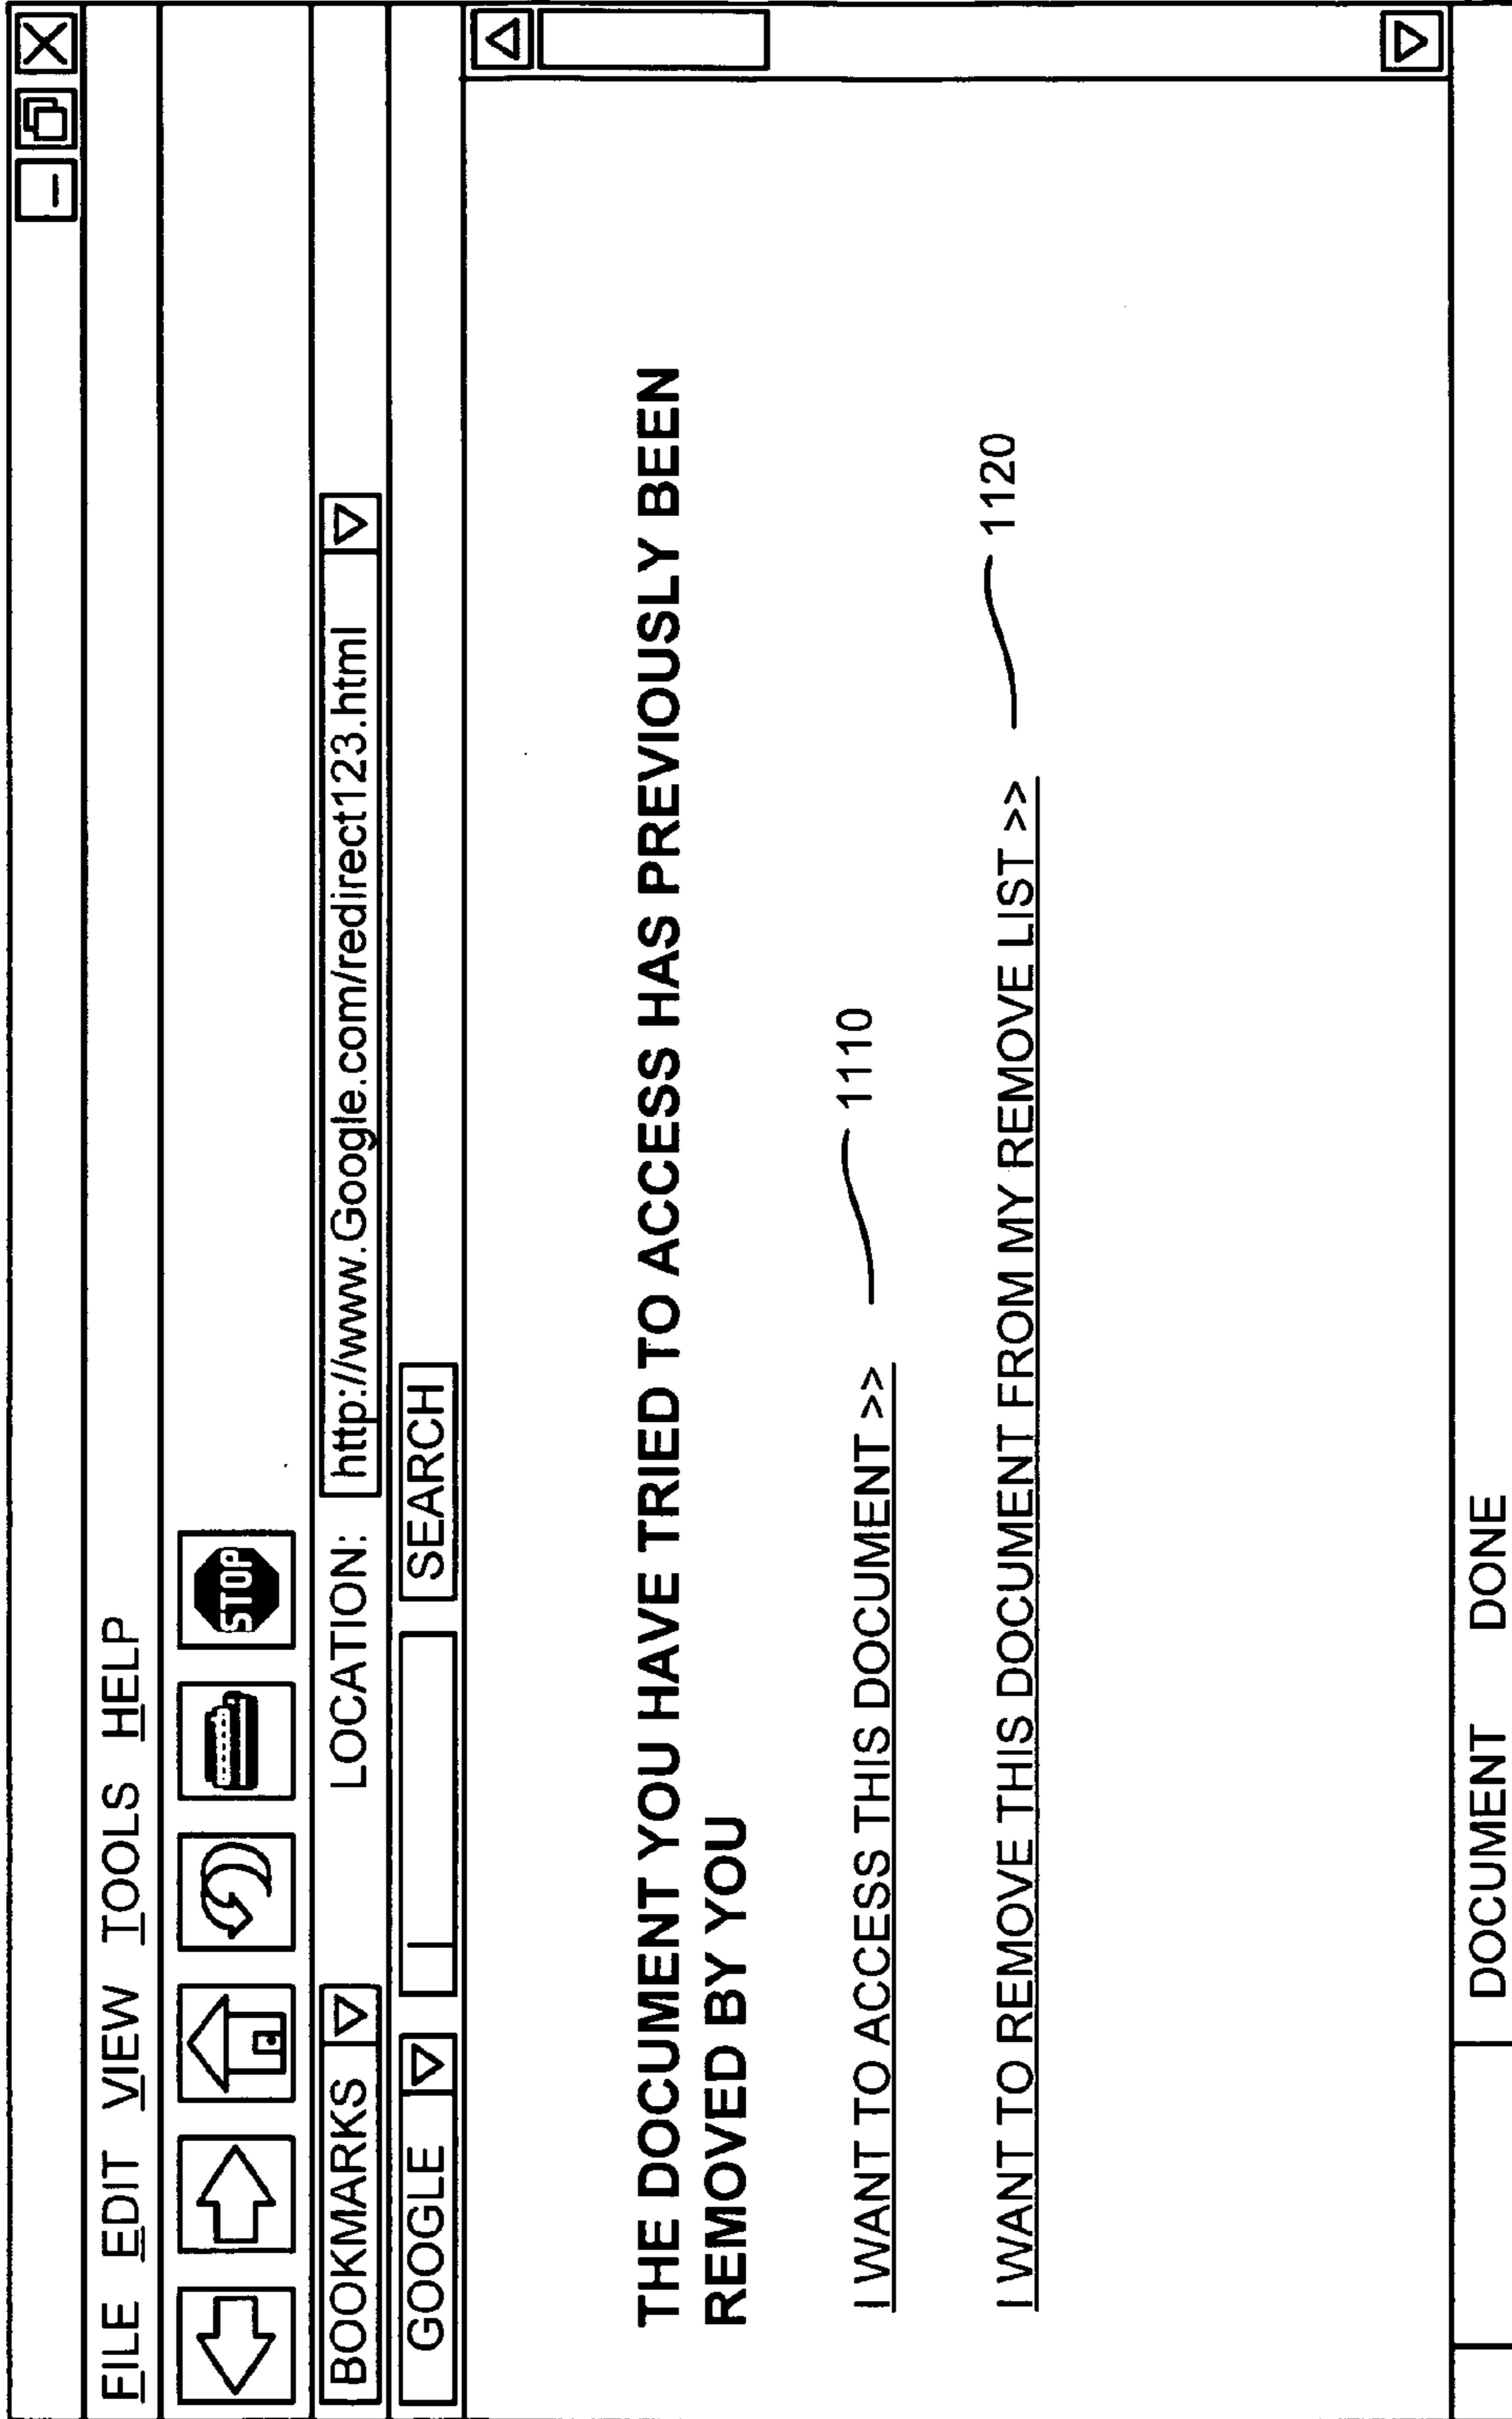 FILE EDIT VIEW TOOLS HELP
STOP
BOOKMARKS LOCATION: http://www.Google.com/redirect123.html
GOOGLE SEARCH
THE DOCUMENT YOU HAVE TRIED TO ACCESS HAS PREVIOUSLY BEEN
REMOVED BY YOU
I WANT TO ACCESS THIS DOCUMENT >> 1110
I WANT TO REMOVE THIS DOCUMENT FROM MY REMOVE LIST >> 1120
DOCUMENT DONE